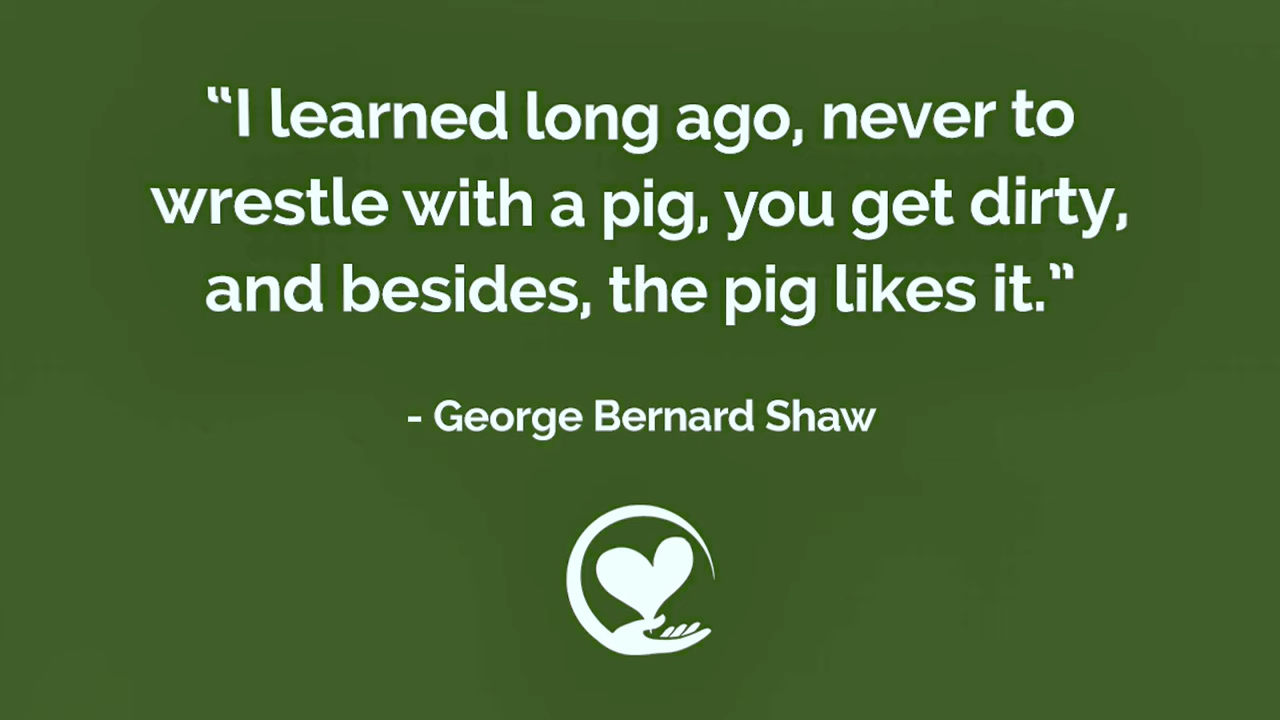 “I learned long ago, never to
wrestle with a pig, you get dirty,
and besides, the pig likes it.”
- George Bernard Shaw